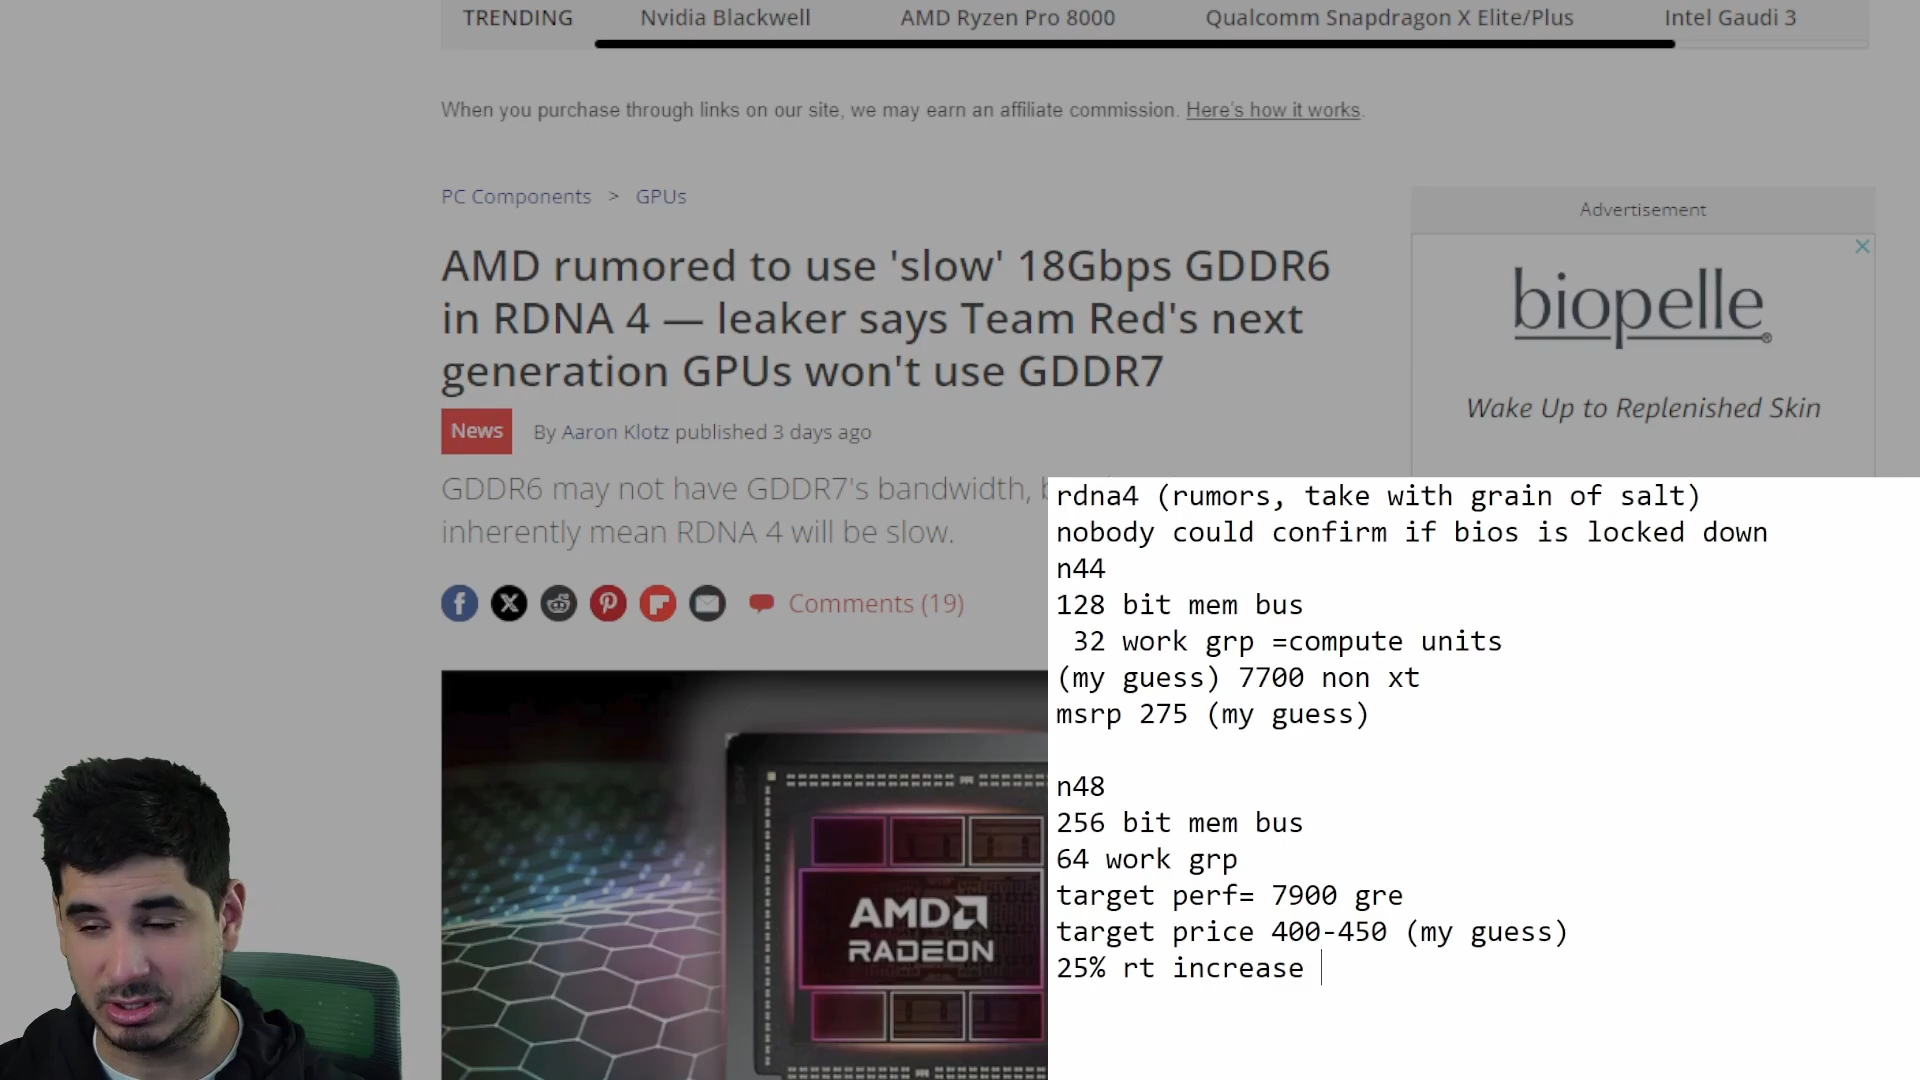 TRENDING Nvidia Blackwell AMD Ryzen Pro 8000 Qualcomm Snapdragon X Elite/Plus Intel Gaudi 3
When you purchase through links on our site, we may earn an affiliate commission. Here's how it works.
PC Components > GPUs
Advertisement
AMD rumored to use 'slow' 18Gbps GDDR6
in RDNA 4 — leaker says Team Red's next
generation GPUs won't use GDDR7
biopelle®
Wake Up to Replenished Skin
News By Aaron Klotz published 3 days ago
GDDR6 may not have GDDR7's bandwidth,
inherently mean RDNA 4 will be slow.
Comments (19)
rdna4 (rumors, take with grain of salt)
nobody could confirm if bios is locked down
n44
128 bit mem bus
32 work grp =compute units
(my guess) 7700 non xt
msrp 275 (my guess)
n48
256 bit mem bus
64 work grp
target perf= 7900 gre
target price 400-450 (my guess)
25% rt increase
AMD
RADEON